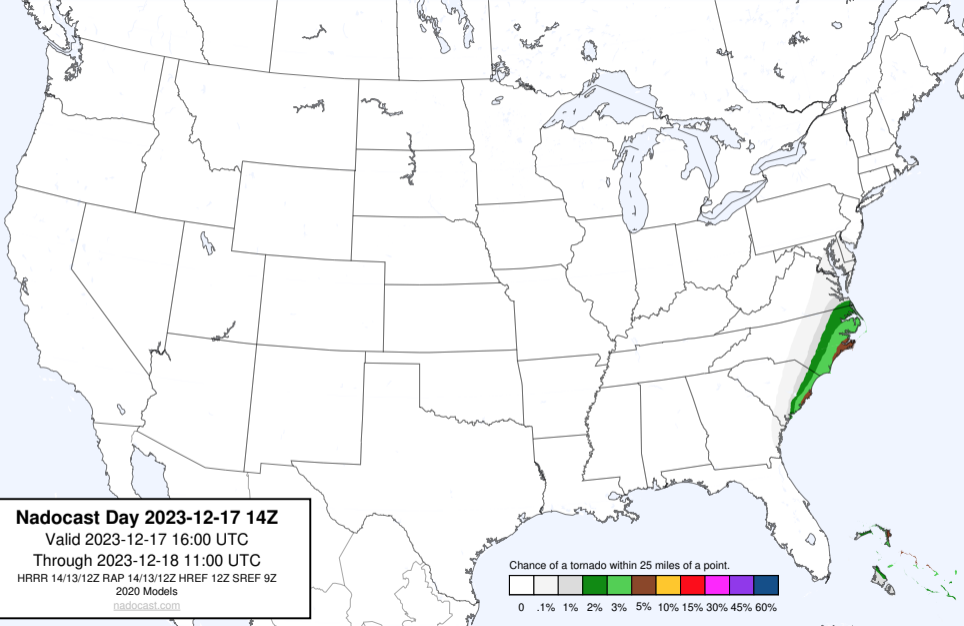 Nadocast Day 2023-12-17 14Z
Valid 2023-12-17 16:00 UTC
Through 2023-12-18 11:00 UTC
HRRR 14/13/12Z RAP 14/13/12Z HREF 12Z SREF 9Z
2020 Models
nadocast.com
Chance of a tornado within 25 miles of a point.
0 .1% 1% 2% 3% 5% 10% 15% 30% 45% 60%